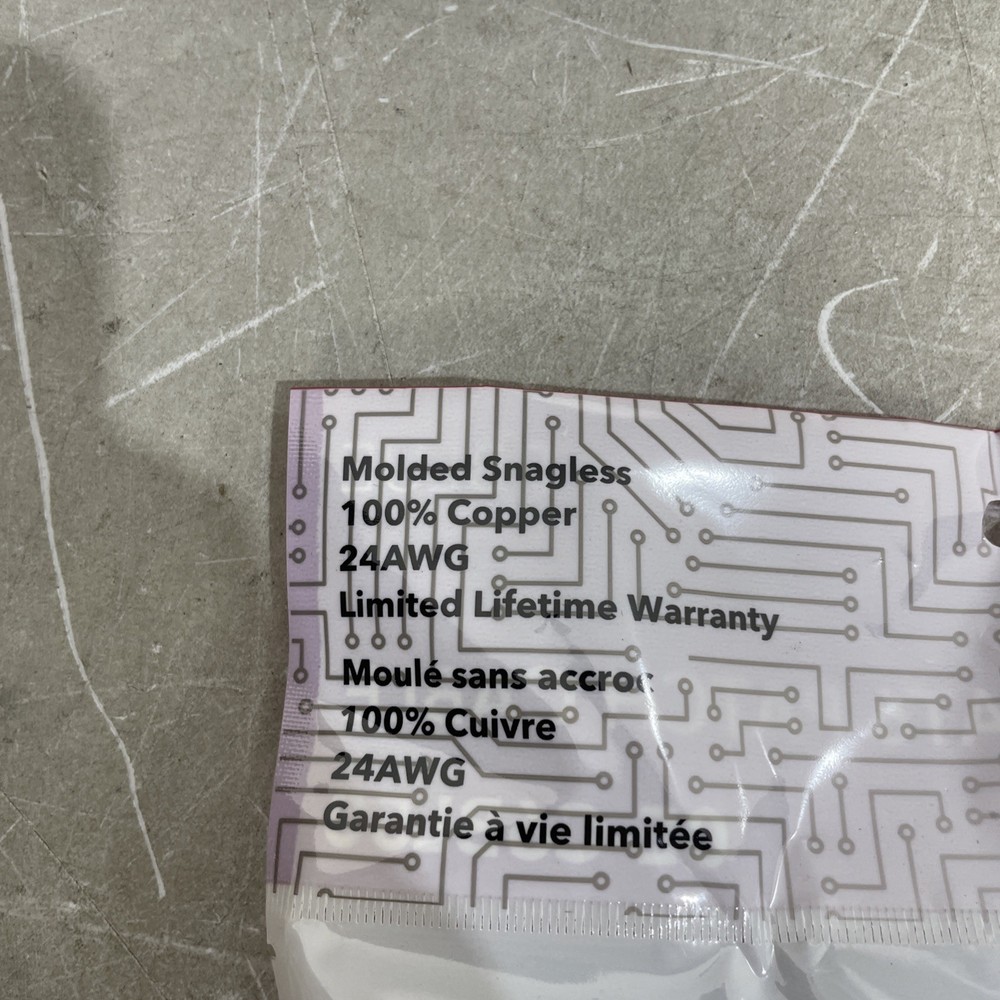 Molded Snagless
100% Copper
24AWG
Limited Lifetime Warranty
Moulé sans accroc
100% Cuivre
24AWG
Garantie à vie limitée